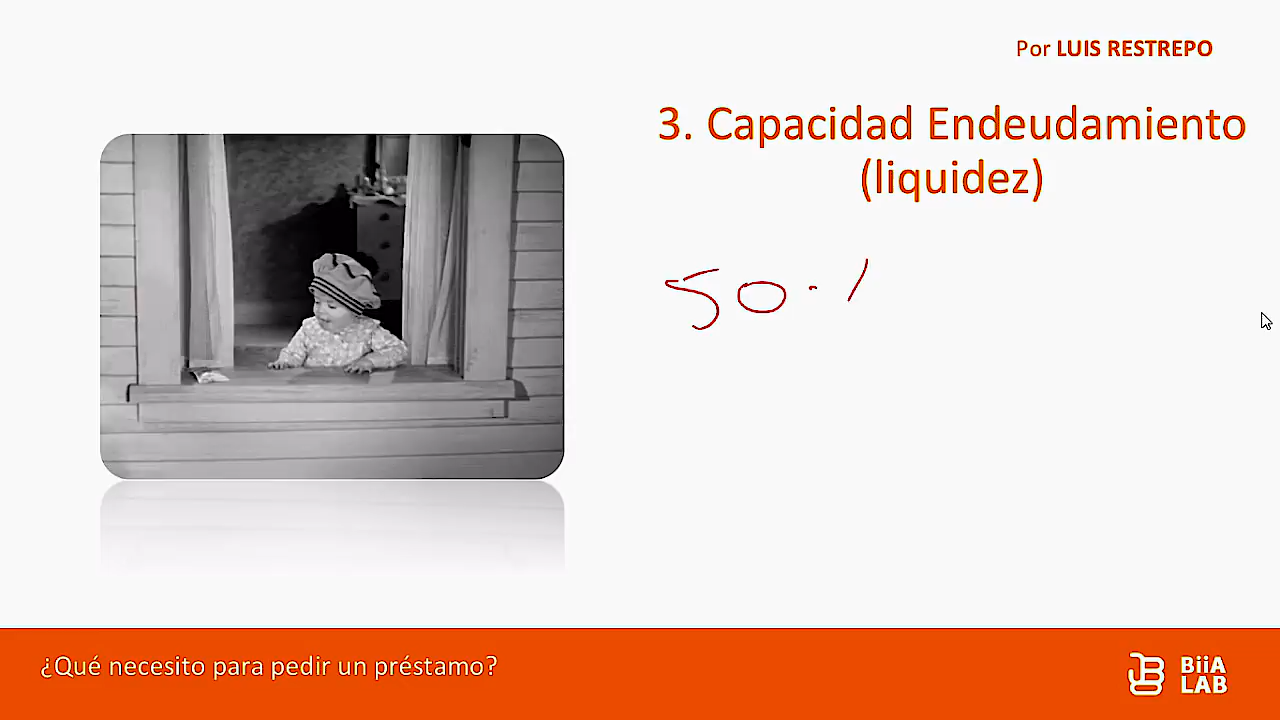 Por LUIS RESTREPO
3. Capacidad Endeudamiento
(liquidez)
50./
¿Qué necesito para pedir un préstamo?
BiiA
LAB